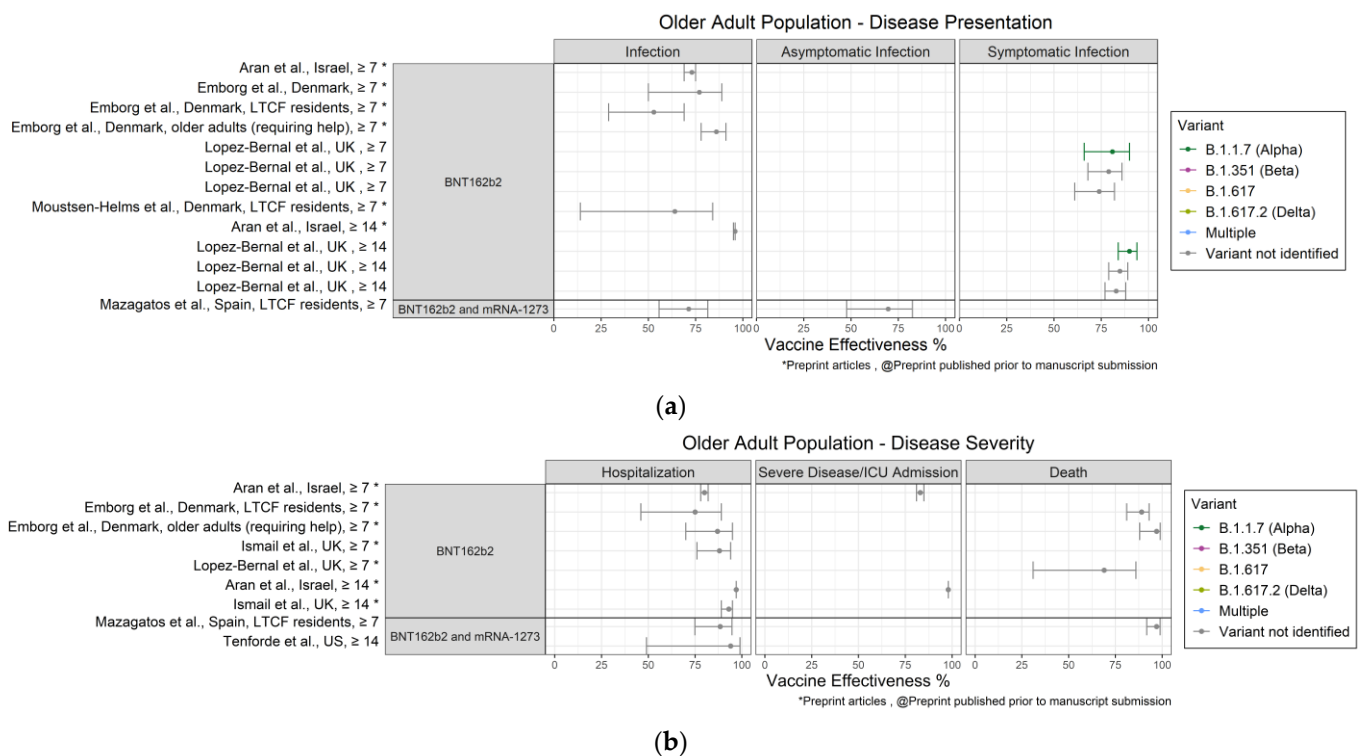 Older Adult Population - Disease Presentation
Infection
Asymptomatic Infection
Symptomatic Infection
Aran et al., Israel, ≥ 7 *
Emborg et al., Denmark, ≥ 7 *
Emborg et al., Denmark, LTCF residents, ≥ 7 *
Emborg et al., Denmark, older adults (requiring help), ≥ 7 *
Lopez-Bernal et al., UK , ≥ 7
Lopez-Bernal et al., UK , ≥ 7
Lopez-Bernal et al., UK , ≥ 7
Moustsen-Helms et al., Denmark, LTCF residents, ≥ 7 *
Aran et al., Israel, ≥ 14 *
Lopez-Bernal et al., UK , ≥ 14
Lopez-Bernal et al., UK , ≥ 14
Lopez-Bernal et al., UK , ≥ 14
Mazagatos et al., Spain, LTCF residents, ≥ 7
BNT162b2
BNT162b2 and mRNA-1273
0 25 50 75 100 0 25 50 75 100 0 25 50 75 100
Vaccine Effectiveness %
*Preprint articles , @Preprint published prior to manuscript submission
Variant
B.1.1.7 (Alpha)
B.1.351 (Beta)
B.1.617
B.1.617.2 (Delta)
Multiple
Variant not identified
(a)
Older Adult Population - Disease Severity
Hospitalization
Severe Disease/ICU Admission
Death
Aran et al., Israel, ≥ 7 *
Emborg et al., Denmark, LTCF residents, ≥ 7 *
Emborg et al., Denmark, older adults (requiring help), ≥ 7 *
Ismail et al., UK, ≥ 7 *
Lopez-Bernal et al., UK, ≥ 7 *
Aran et al., Israel, ≥ 14 *
Ismail et al., UK, ≥ 14 *
Mazagatos et al., Spain, LTCF residents, ≥ 7
Tenforde et al., US, ≥ 14
BNT162b2
BNT162b2 and mRNA-1273
0 25 50 75 100 0 25 50 75 100 0 25 50 75 100
Vaccine Effectiveness %
*Preprint articles , @Preprint published prior to manuscript submission
Variant
B.1.1.7 (Alpha)
B.1.351 (Beta)
B.1.617
B.1.617.2 (Delta)
Multiple
Variant not identified
(b)